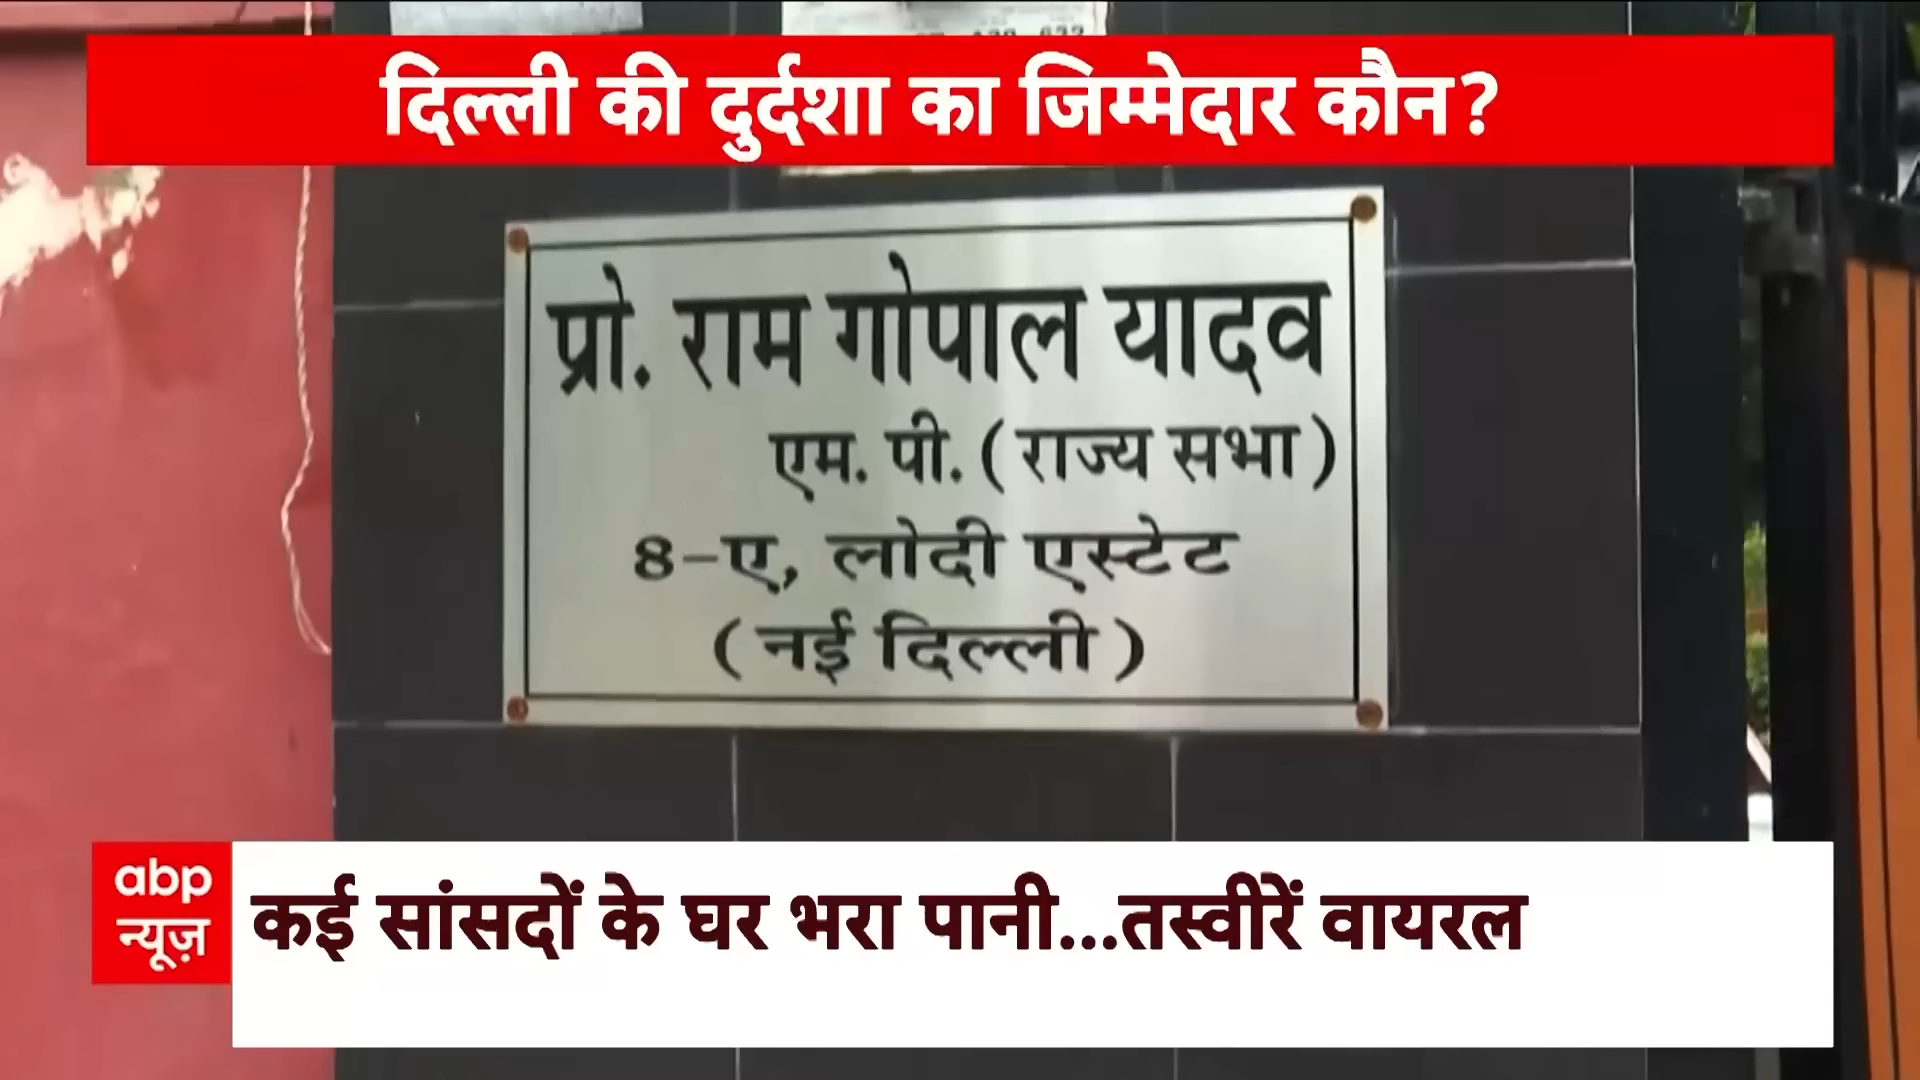 दिल्ली की दुर्दशा का जिम्मेदार कौन?
प्रो. राम गोपाल यादव
एम. पी. (राज्य सभा)
8-ए, लोदी एस्टेट
(नई दिल्ली)
abp
न्यूज़
कई सांसदों के घर भरा पानी...तस्वीरें वायरल